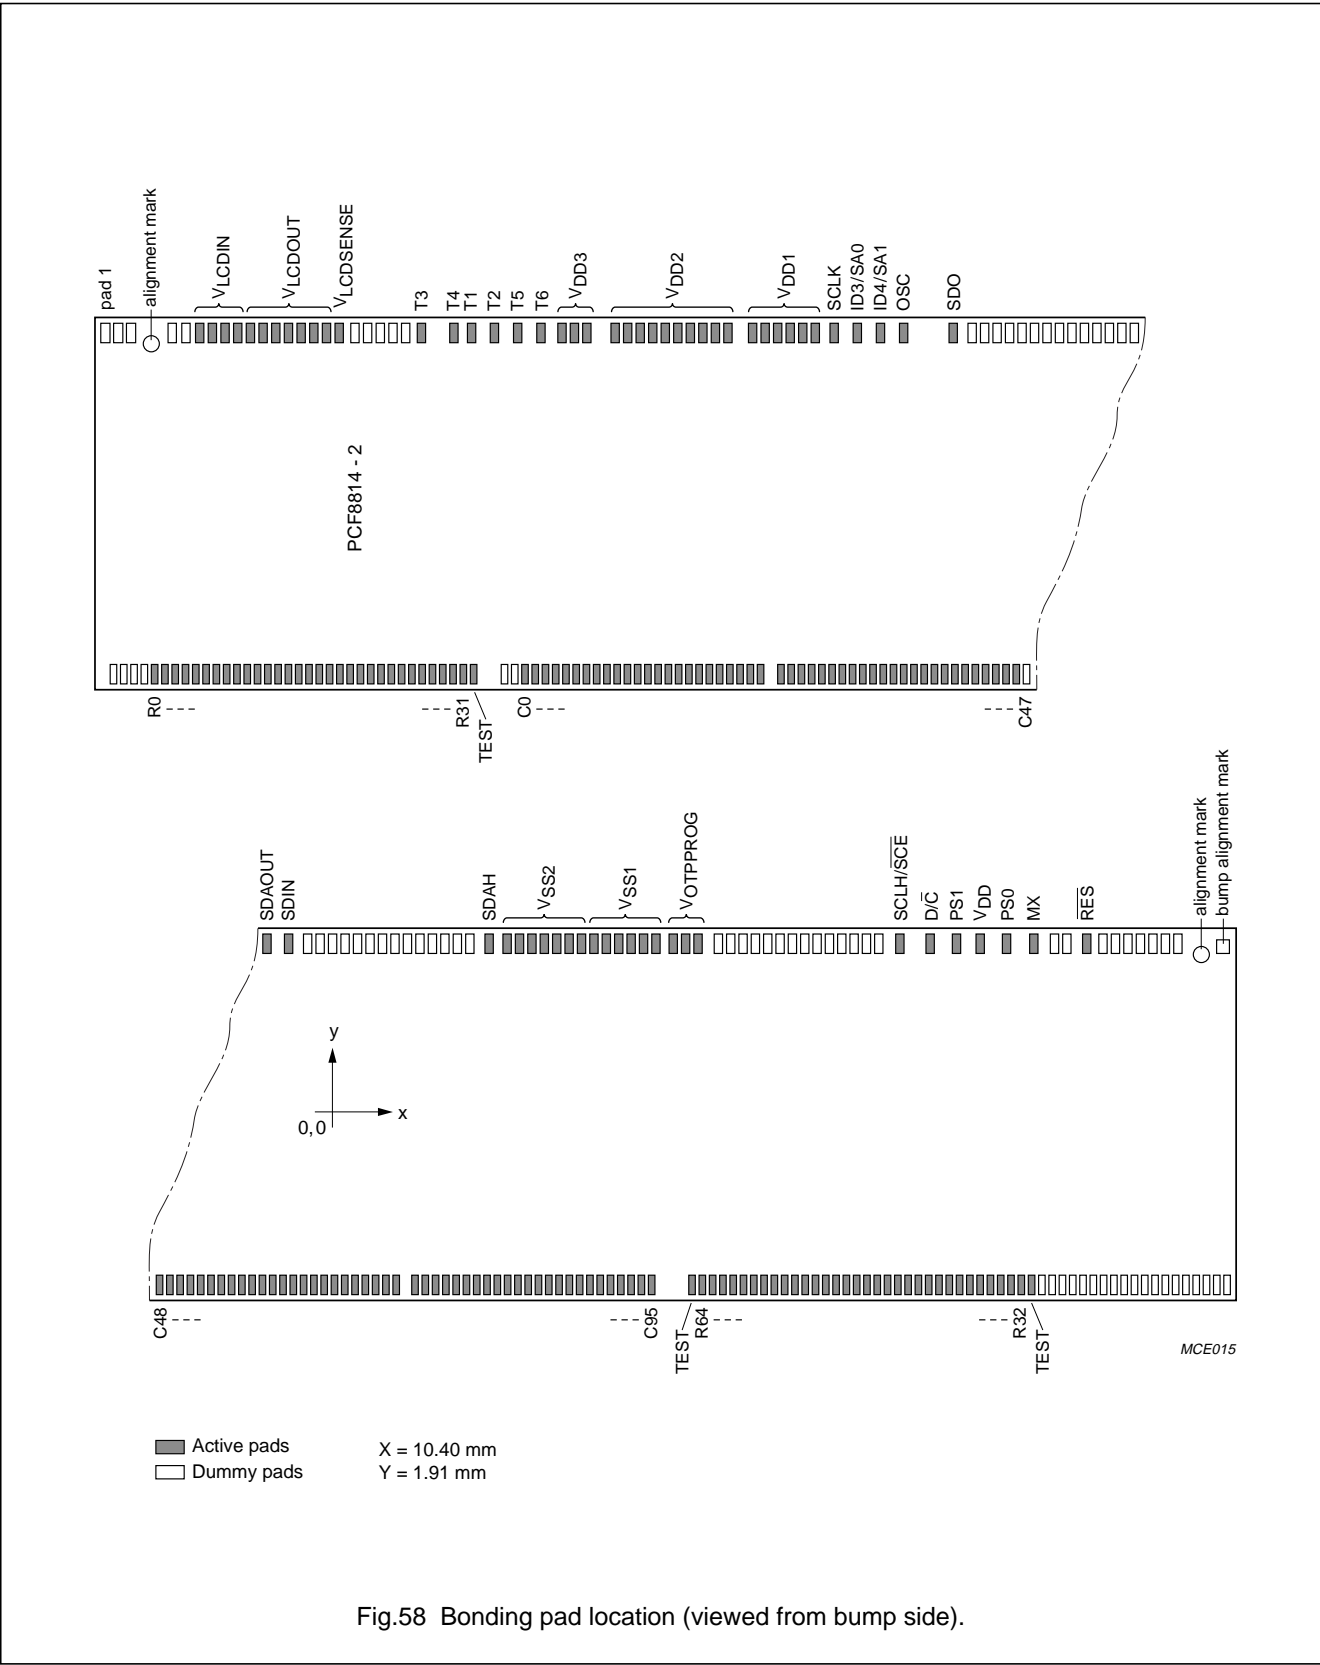 pad 1
alignment mark
VLCDIN
VLCDOUT
VLCDSENSE
T3
T4
T1
T2
T5
T6
VDD3
VDD2
VDD1
SCLK
ID3/SA0
ID4/SA1
OSC
SDO
PCF8814 - 2
R0 - - -
- - - R31
TEST
C0 - - -
- - - C47
SDAOUT
SDIN
SDAH
VSS2
VSS1
VOTPPROG
SCLH/S̅C̅E̅
D/C̅
PS1
VDD
PS0
MX
R̅E̅S̅
alignment mark
bump alignment mark
y
x
0,0
C48 - - -
- - - C95
TEST
R64 - - -
- - - R32
TEST
MCE015
Active pads
Dummy pads
X = 10.40 mm
Y = 1.91 mm
Fig.58 Bonding pad location (viewed from bump side).